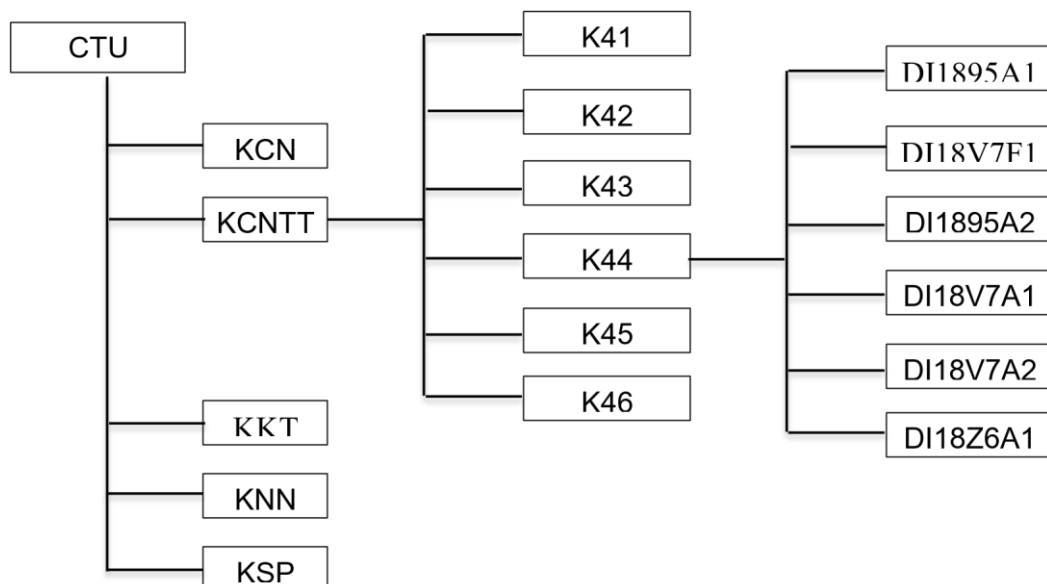 CTU
KCN
KCNTT
KKT
KNN
KSP
K41
K42
K43
K44
K45
K46
DI1895A1
DI18V7F1
DI1895A2
DI18V7A1
DI18V7A2
DI18Z6A1